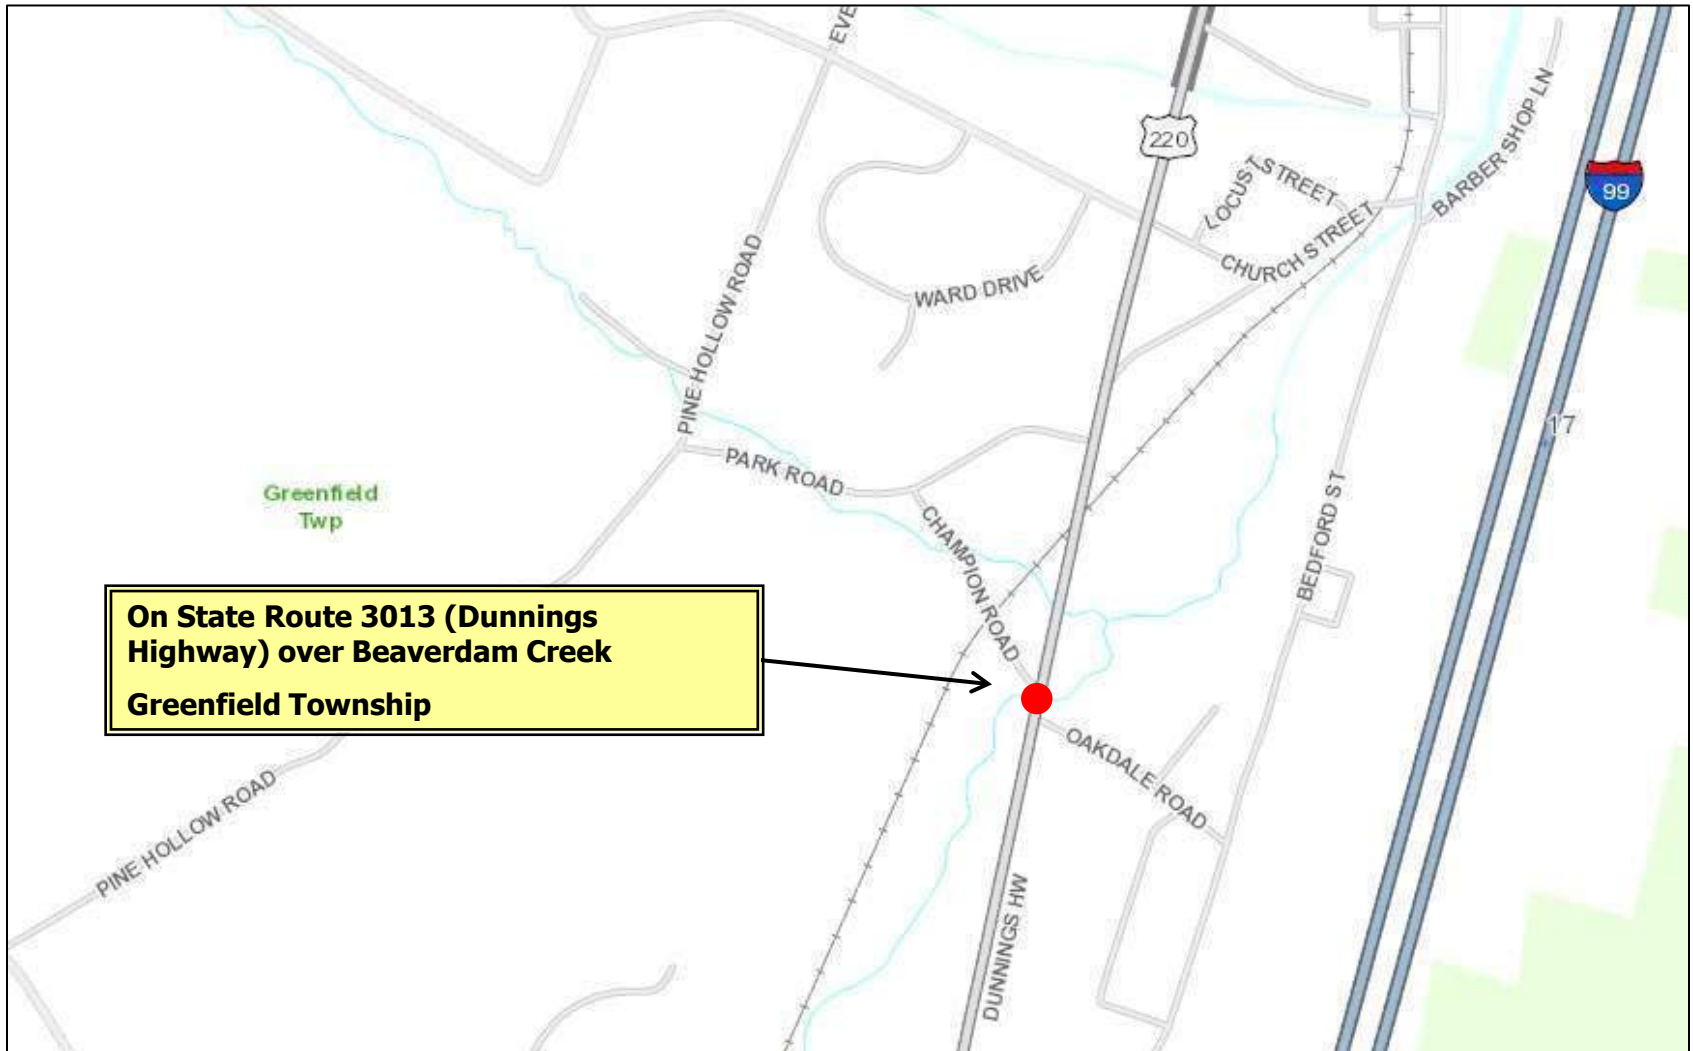 EVE
220
99
BARBER SHOP LN
LOCUST STREET
CHURCH STREET
WARD DRIVE
PINE HOLLOW ROAD
17
PARK ROAD
Greenfield
Twp
CHAMPION ROAD
BEDFORD ST
On State Route 3013 (Dunnings
Highway) over Beaverdam Creek
Greenfield Township
OAKDALE ROAD
PINE HOLLOW ROAD
DUNNINGS HW